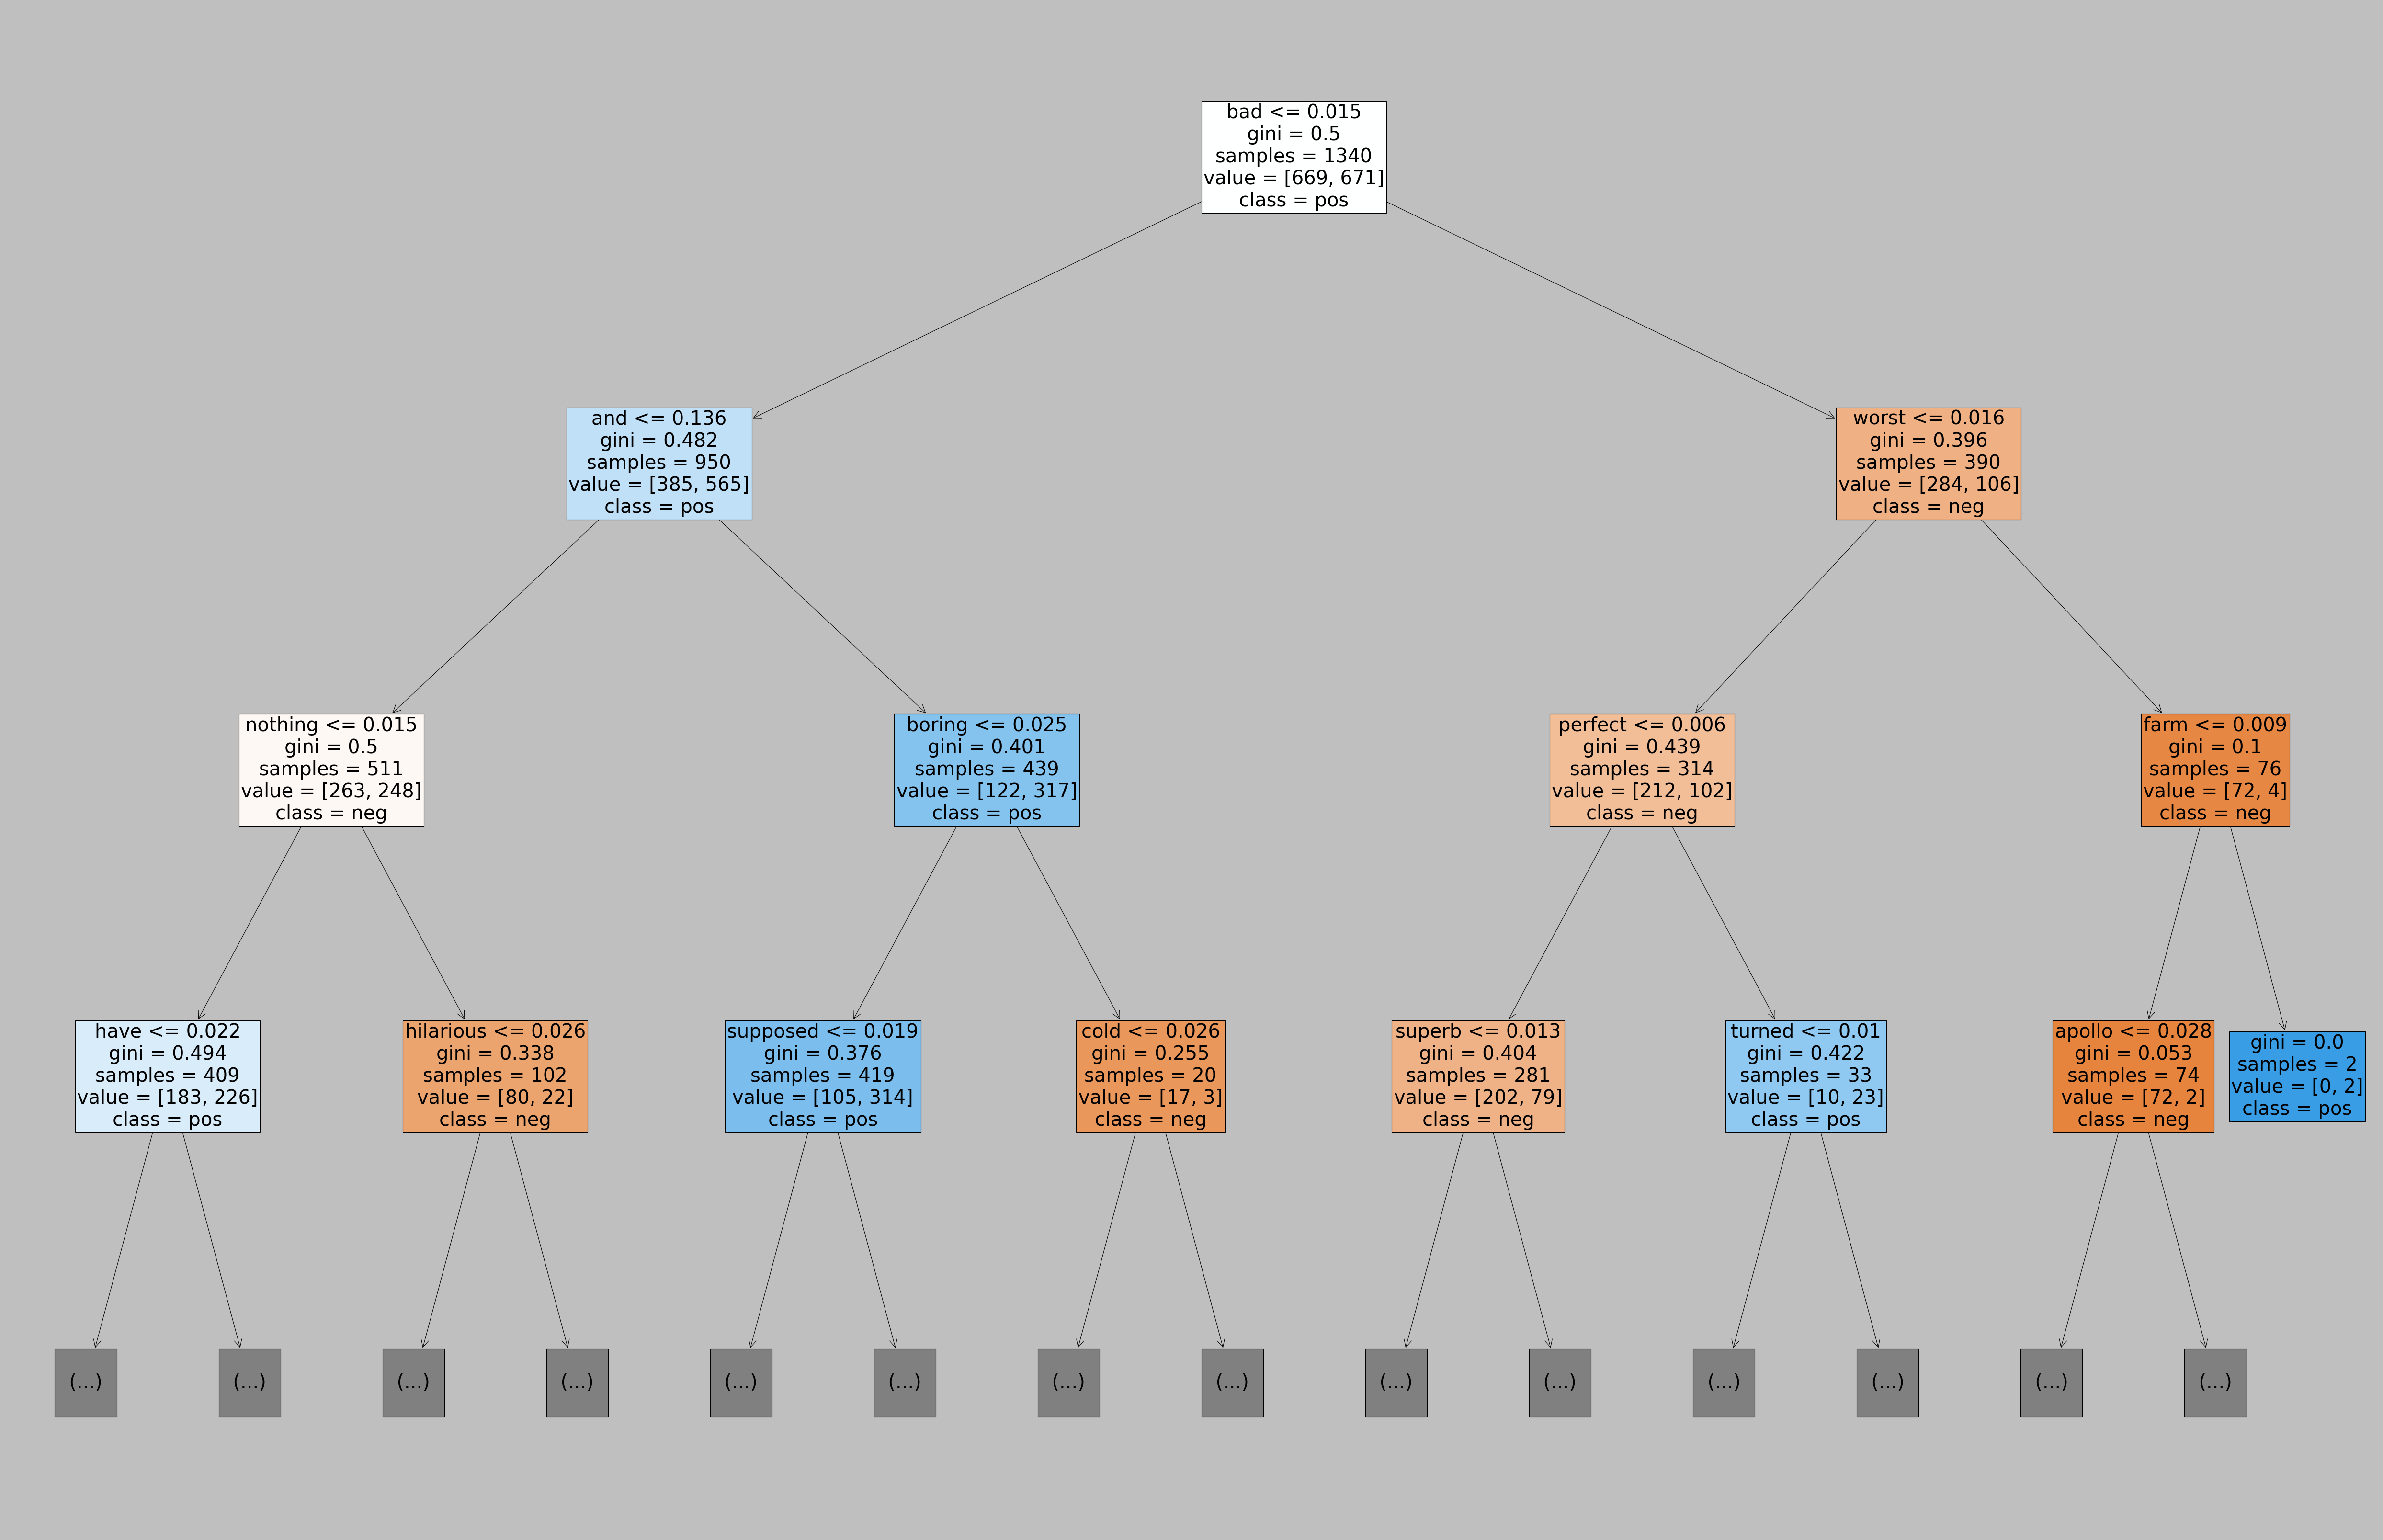 bad <= 0.015
gini = 0.5
samples = 1340
value = [669, 671]
class = pos
and <= 0.136
gini = 0.482
samples = 950
value = [385, 565]
class = pos
worst <= 0.016
gini = 0.396
samples = 390
value = [284, 106]
class = neg
nothing <= 0.015
gini = 0.5
samples = 511
value = [263, 248]
class = neg
boring <= 0.025
gini = 0.401
samples = 439
value = [122, 317]
class = pos
perfect <= 0.006
gini = 0.439
samples = 314
value = [212, 102]
class = neg
farm <= 0.009
gini = 0.1
samples = 76
value = [72, 4]
class = neg
have <= 0.022
gini = 0.494
samples = 409
value = [183, 226]
class = pos
hilarious <= 0.026
gini = 0.338
samples = 102
value = [80, 22]
class = neg
supposed <= 0.019
gini = 0.376
samples = 419
value = [105, 314]
class = pos
cold <= 0.026
gini = 0.255
samples = 20
value = [17, 3]
class = neg
superb <= 0.013
gini = 0.404
samples = 281
value = [202, 79]
class = neg
turned <= 0.01
gini = 0.422
samples = 33
value = [10, 23]
class = pos
apollo <= 0.028
gini = 0.053
samples = 74
value = [72, 2]
class = neg
gini = 0.0
samples = 2
value = [0, 2]
class = pos
(...)
(...)
(...)
(...)
(...)
(...)
(...)
(...)
(...)
(...)
(...)
(...)
(...)
(...)